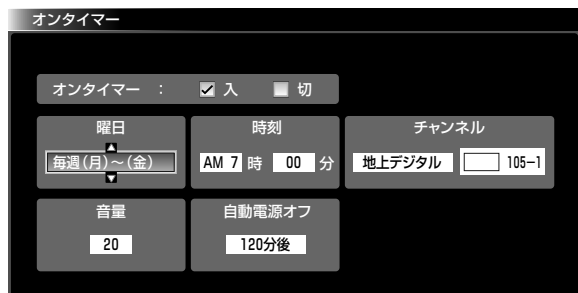 オンタイマー
オンタイマー : 入 切
曜日
毎週(月)~(金)
時刻
AM 7 時 00 分
チャンネル
地上デジタル 105-1
音量
20
自動電源オフ
120分後